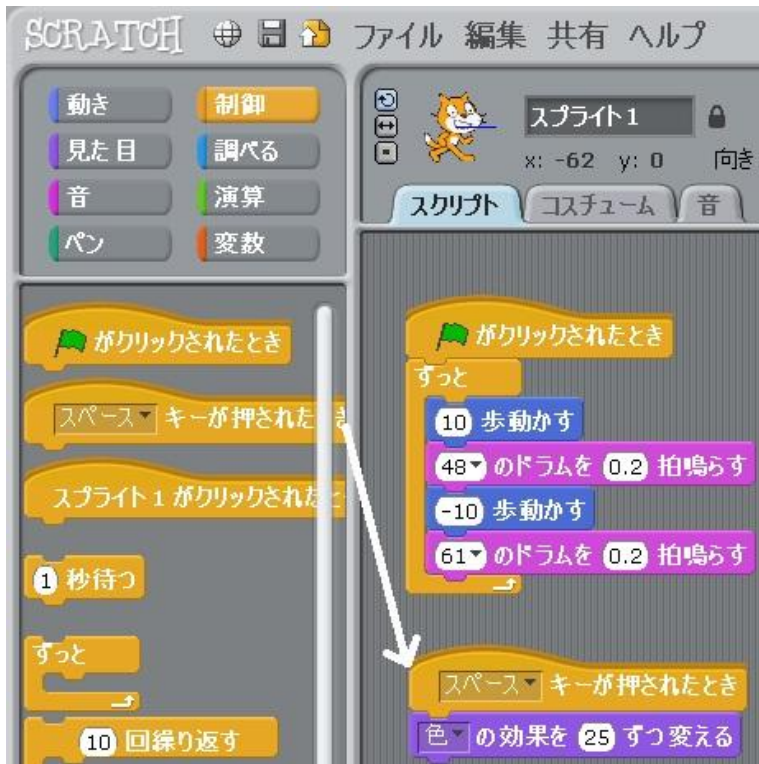 SCRATCH ファイル 編集 共有 ヘルプ
動き 制御
見た目 調べる
音 演算
ペン 変数
スプライト1
x: -62 y: 0 向き
スクリプト コスチューム 音
がクリックされたとき
スペース キーが押された き
スプライト 1 がクリックされた
1 秒待つ
ずっと
10 回繰り返す
がクリックされたとき
ずっと
10 歩動かす
48 のドラムを 0.2 拍鳴らす
-10 歩動かす
61 のドラムを 0.2 拍鳴らす
スペース キーが押されたとき
色 の効果を 25 ずつ変える